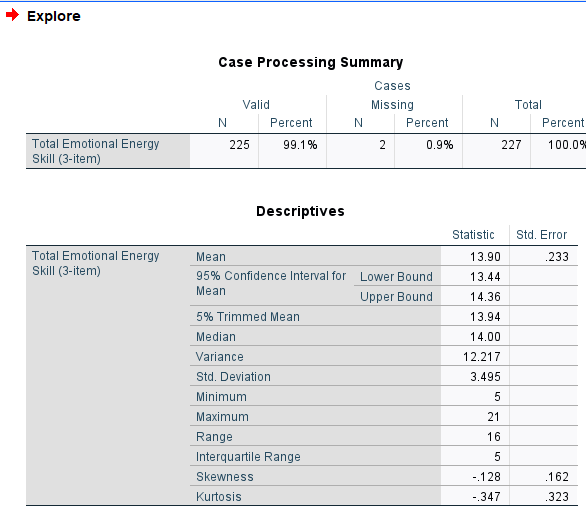 Explore
Case Processing Summary
Cases
Valid Missing Total
N Percent N Percent N Percent
Total Emotional Energy Skill (3-item) 225 99.1% 2 0.9% 227 100.0%
Descriptives
Statistic Std. Error
Total Emotional Energy Skill (3-item) Mean 13.90 .233
95% Confidence Interval for Mean Lower Bound 13.44
Upper Bound 14.36
5% Trimmed Mean 13.94
Median 14.00
Variance 12.217
Std. Deviation 3.495
Minimum 5
Maximum 21
Range 16
Interquartile Range 5
Skewness -.128 .162
Kurtosis -.347 .323